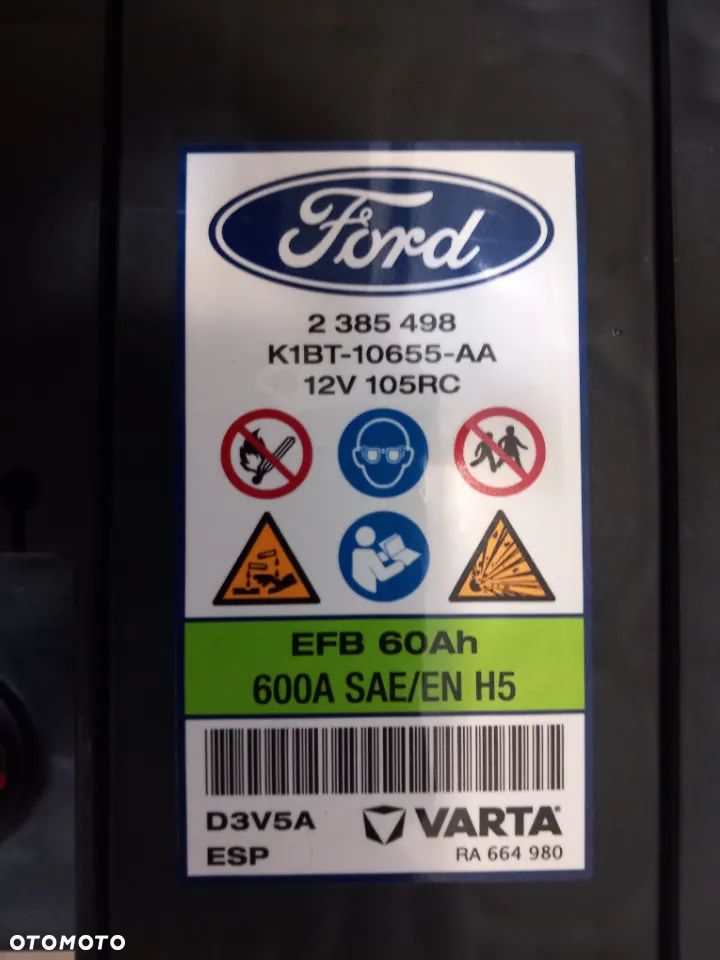 Ford
2 385 498
K1BT-10655-AA
12V 105RC
EFB 60Ah
600A SAE/EN H5
D3V5A
VARTA®
ESP
RA 664 980
OTOMOTO